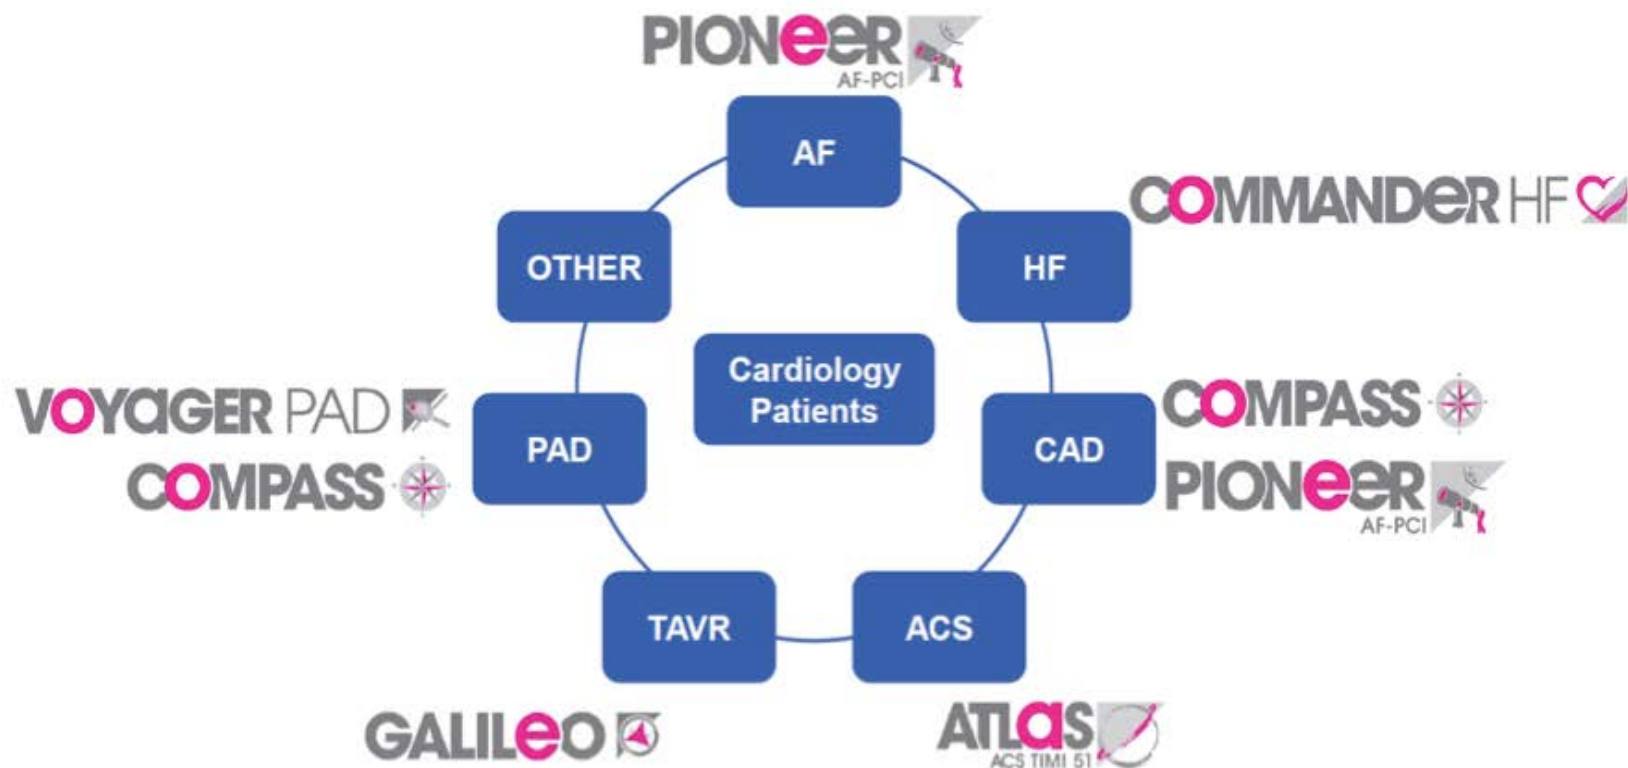 PIONeeR
AF-PCI
AF
COMMANDeR HF
OTHER
HF
Cardiology
Patients
VOYaGER PAD
COMPASS
PAD
CAD
COMPASS
PIONeeR
AF-PCI
TAVR
ACS
GALILeO
ATLaS
ACS TIMI 51